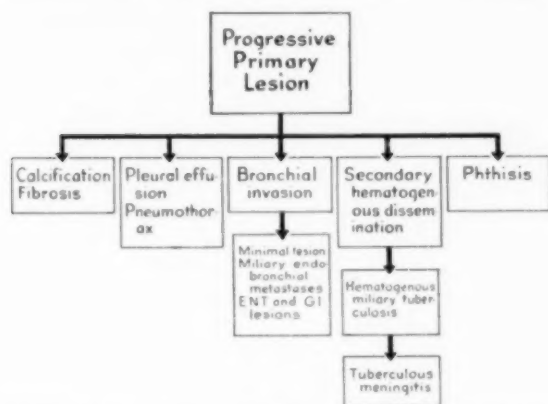 Progressive
Primary
Lesion
Calcification
Fibrosis
Pleural effu-
sion
Pneumothor-
ax
Bronchial
invasion
Minimal lesion
Miliary endo-
bronchial
metastases
ENT and GI
lesions
Secondary
hematogen-
ous dissem
ination
Hematogenous
miliary tuber-
culosis
Tuberculous
meningitis
Phthisis